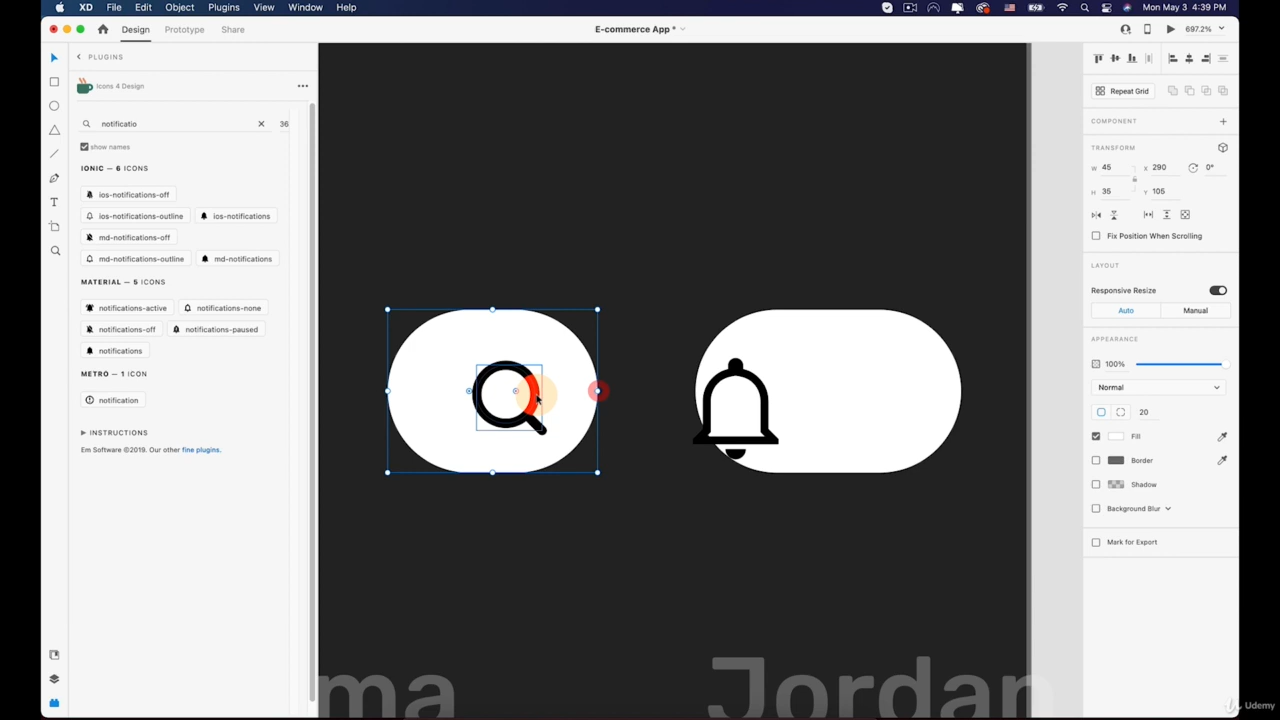 XD File Edit Object Plugins View Window Help Mon May 3 4:39 PM
Design Prototype Share E-commerce App * 697.2%
PLUGINS
Icons 4 Design
notificatio 36
show names
IONIC — 6 ICONS
ios-notifications-off
ios-notifications-outline ios-notifications
md-notifications-off
md-notifications-outline md-notifications
MATERIAL — 5 ICONS
notifications-active notifications-none
notifications-off notifications-paused
notifications
METRO — 1 ICON
notification
INSTRUCTIONS
Em Software ©2019. Our other fine plugins.
Repeat Grid
COMPONENT
TRANSFORM
W 45 X 290 0°
H 35 Y 105
Fix Position When Scrolling
LAYOUT
Responsive Resize
Auto Manual
APPEARANCE
100%
Normal
20
Fill
Border
Shadow
Background Blur
Mark for Export
ma Jordan
Udemy